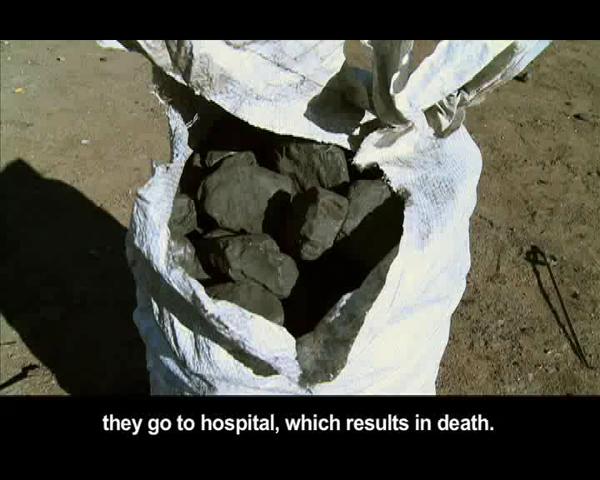 they go to hospital, which results in death.